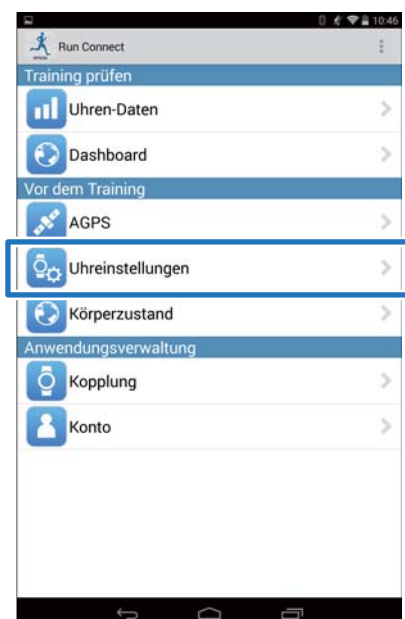 10:46
EPSON
Run Connect
Training prüfen
Uhren-Daten
Dashboard
Vor dem Training
AGPS
Uhreinstellungen
Körperzustand
Anwendungsverwaltung
Kopplung
Konto